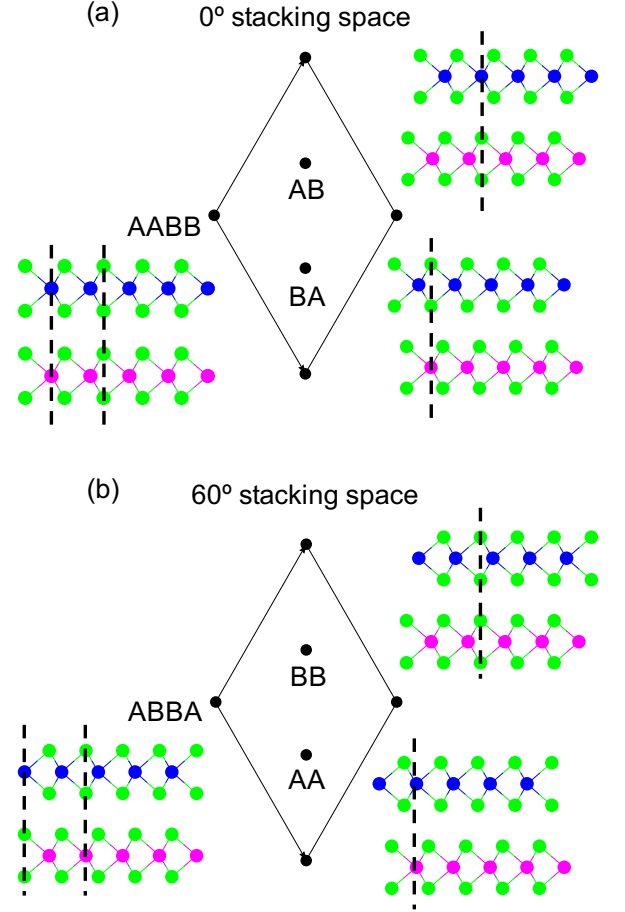 (a)
0º stacking space
AB
AABB
BA
(b)
60º stacking space
BB
ABBA
AA